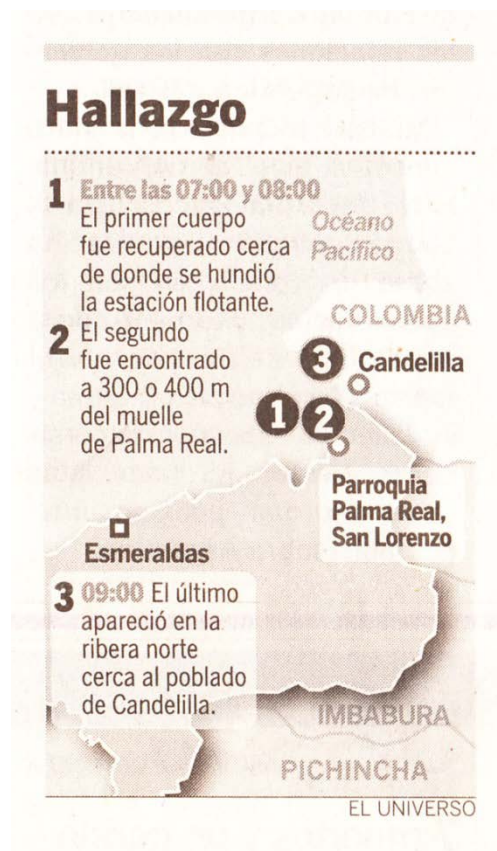 Hallazgo
1 Entre las 07:00 y 08:00
El primer cuerpo
fue recuperado cerca
de donde se hundió
la estación flotante.
2 El segundo
fue encontrado
a 300 o 400 m
del muelle
de Palma Real.
Océano
Pacífico
COLOMBIA
3 Candelilla
1 2
Parroquia
Palma Real,
San Lorenzo
Esmeraldas
3 09:00 El último
apareció en la
ribera norte
cerca al poblado
de Candelilla.
IMBABURA
PICHINCHA
EL UNIVERSO